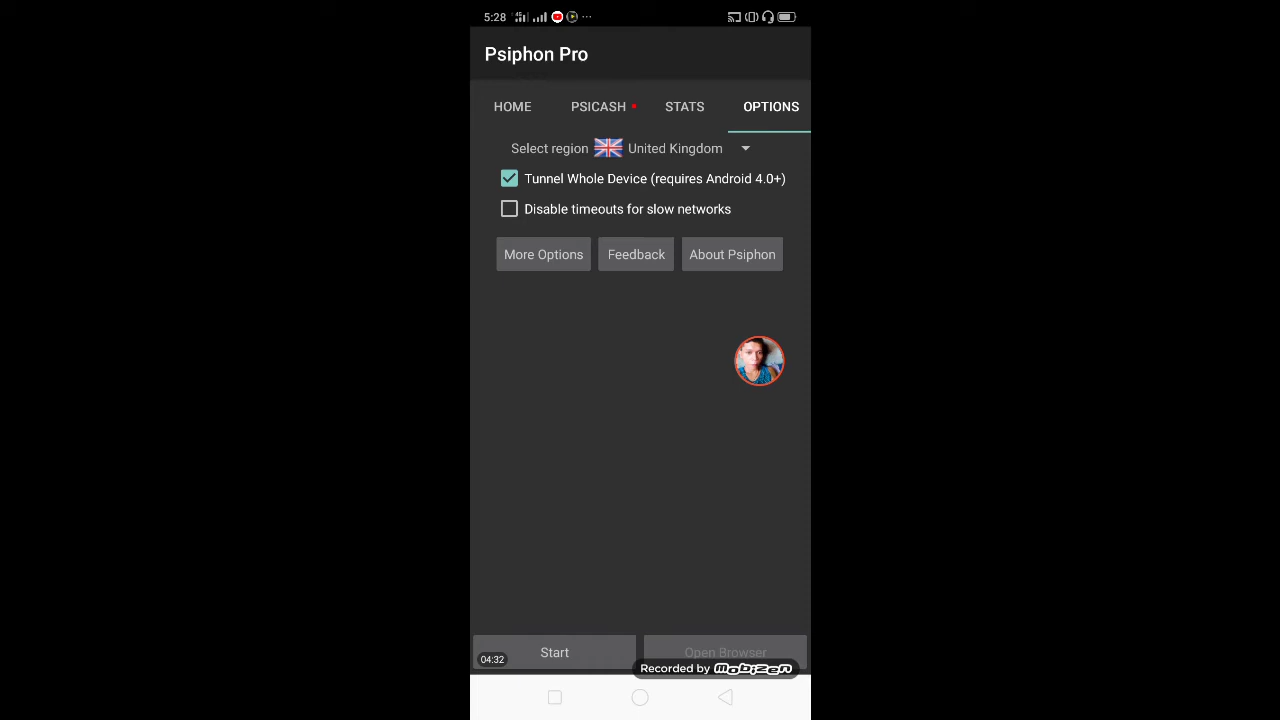 5:28
Psiphon Pro
HOME PSICASH STATS OPTIONS
Select region United Kingdom
Tunnel Whole Device (requires Android 4.0+)
Disable timeouts for slow networks
More Options Feedback About Psiphon
Start Open Browser
04:32
Recorded by mobizen